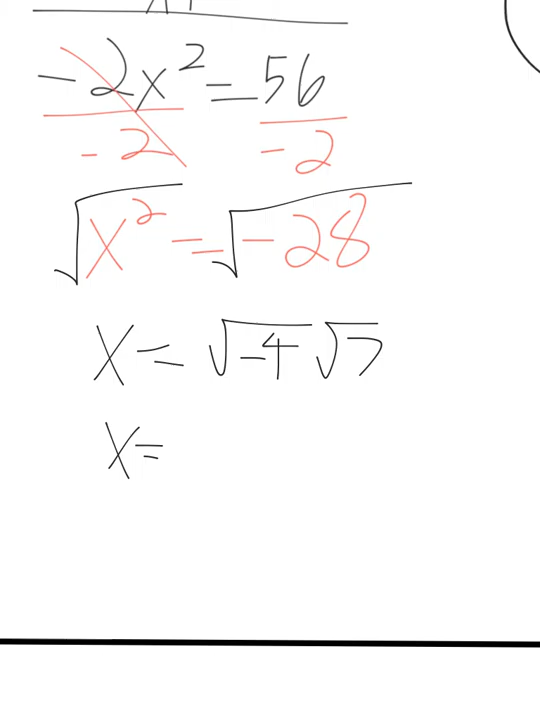 -2x² = 56
-2 -2
√x² = √-28
x = √-4 √7
x =